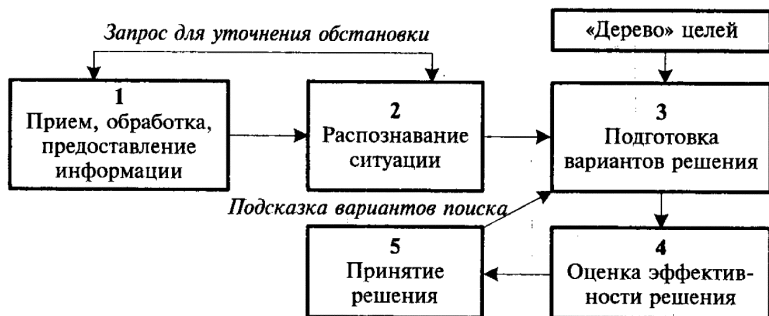 Запрос для уточнения обстановки
«Дерево» целей
1
Прием, обработка,
предоставление
информации
2
Распознавание
ситуации
3
Подготовка
вариантов решения
Подсказка вариантов поиска
5
Принятие
решения
4
Оценка эффектив-
ности решения